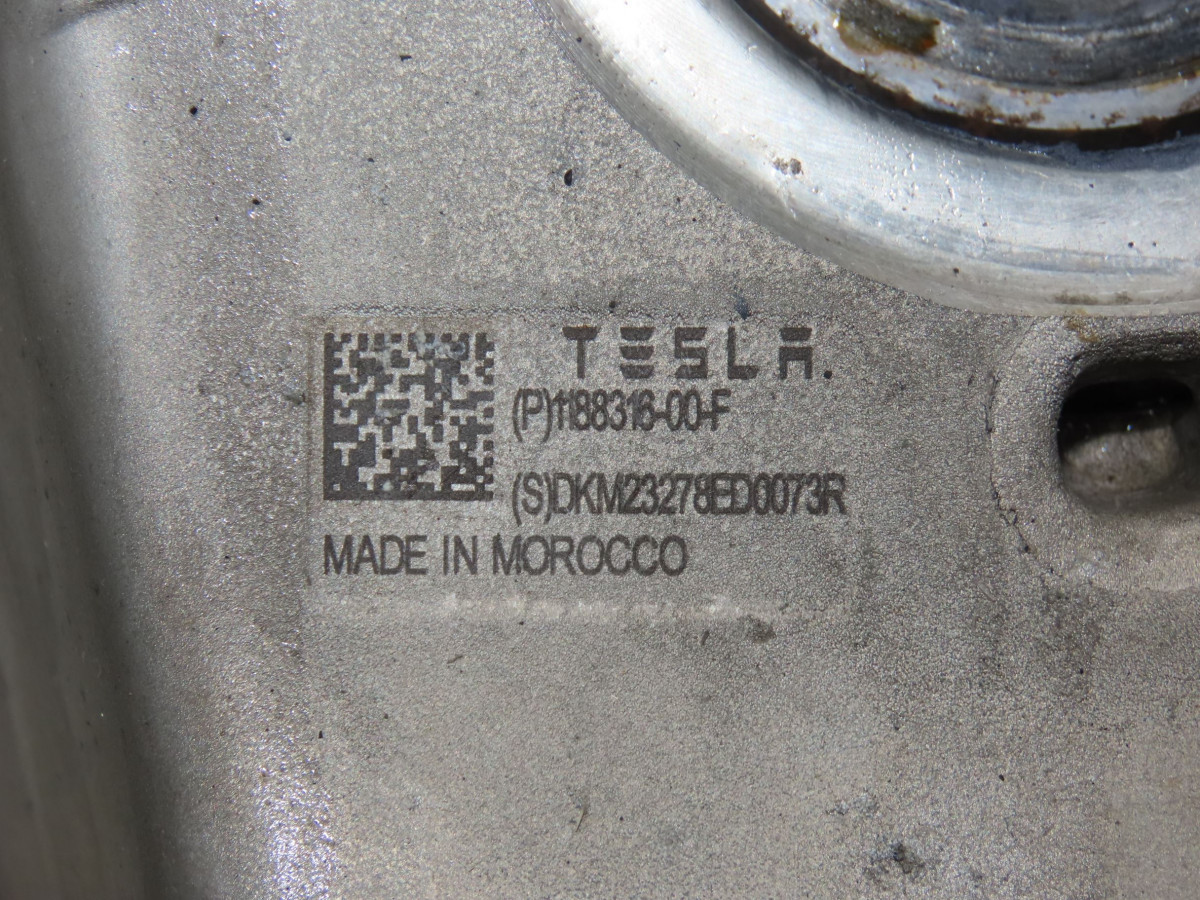 TESLA.
(P)1188316-00-F
(S)DKM23278ED0073R
MADE IN MOROCCO